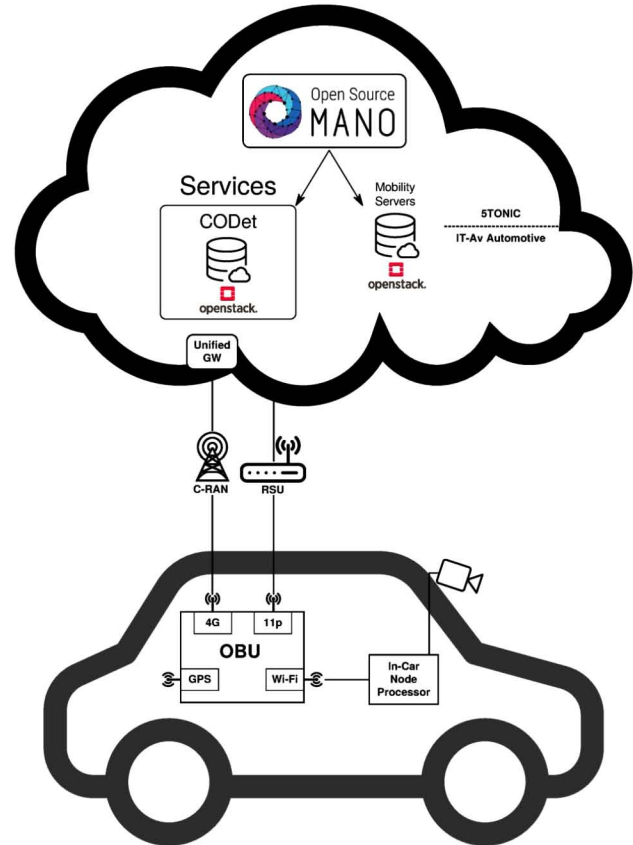 Open Source
MANO
Services
CODet
openstack.
Mobility
Servers
openstack.
5TONIC
IT-Av Automotive
Unified
GW
C-RAN
RSU
4G
11p
OBU
GPS
Wi-Fi
In-Car
Node
Processor